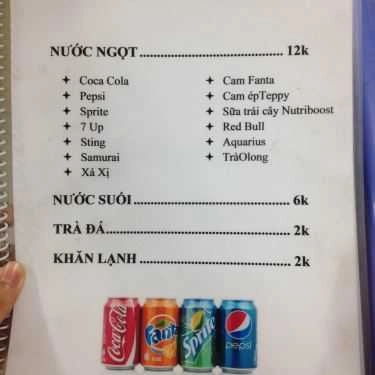 NƯỚC NGỌT.......................................12k
Coca Cola
Pepsi
Sprite
7 Up
Sting
Samurai
Xá Xị
Cam Fanta
Cam épTeppy
Sữa trái cây Nutriboost
Red Bull
Aquarius
TràOlong
NƯỚC SUỐI.......................................6k
TRÀ ĐÁ.............................................2k
KHĂN LẠNH.....................................2k
Coca-Cola
Fanta
Sprite
pepsi